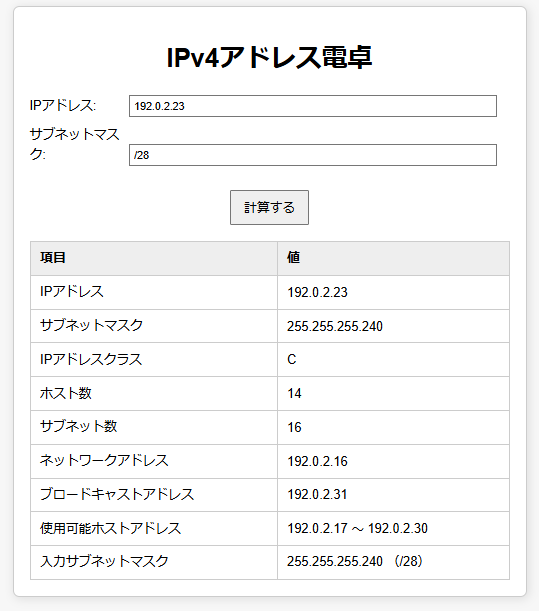 IPv4アドレス電卓
IPアドレス: 192.0.2.23
サブネットマス
ク: /28
計算する
項目 値
IPアドレス 192.0.2.23
サブネットマスク 255.255.255.240
IPアドレスクラス C
ホスト数 14
サブネット数 16
ネットワークアドレス 192.0.2.16
ブロードキャストアドレス 192.0.2.31
使用可能ホストアドレス 192.0.2.17 ～ 192.0.2.30
入力サブネットマスク 255.255.255.240 （/28）